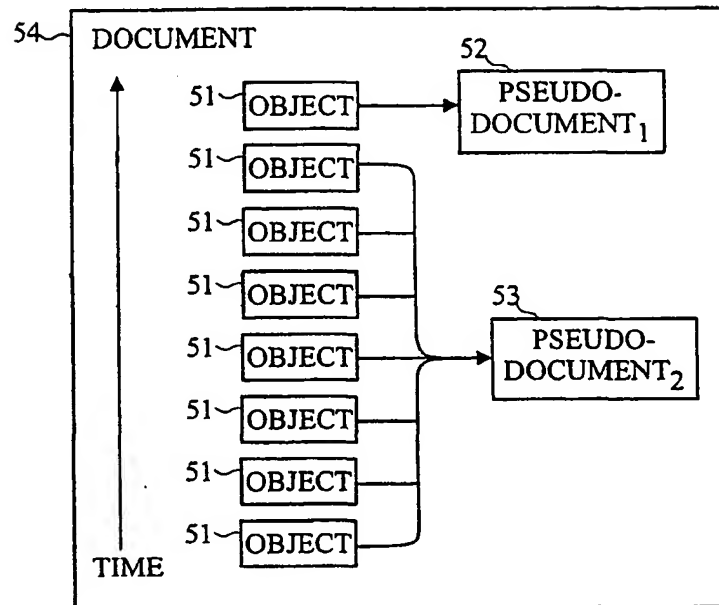 54 DOCUMENT
51 OBJECT
52
PSEUDO-
DOCUMENT1
51 OBJECT
51 OBJECT
51 OBJECT
53
PSEUDO-
DOCUMENT2
51 OBJECT
51 OBJECT
51 OBJECT
51 OBJECT
TIME